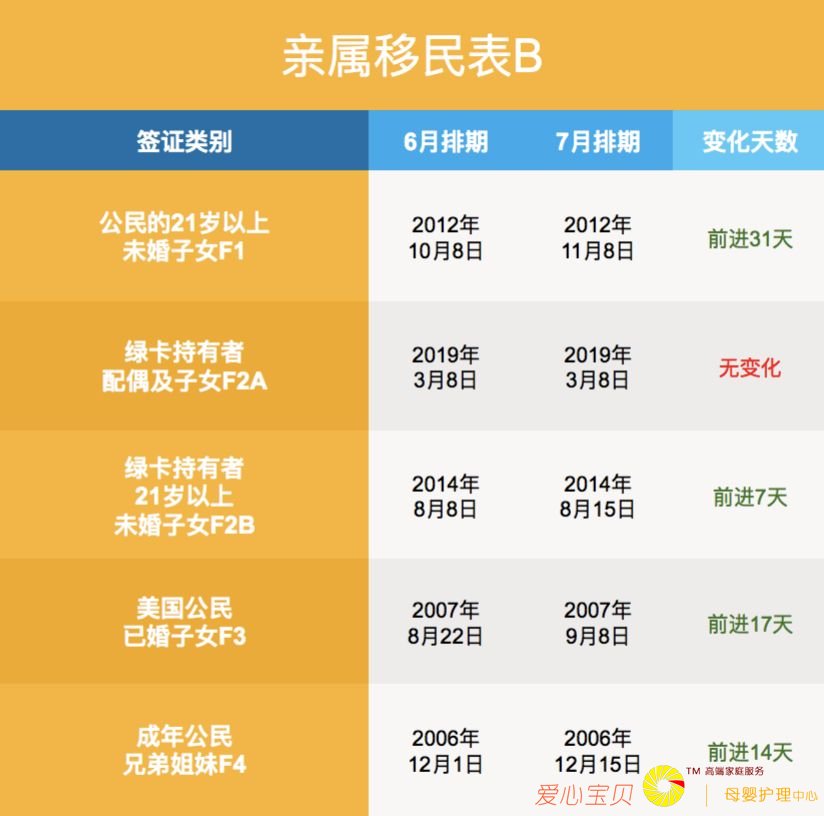 亲属移民表B
签证类别 6月排期 7月排期 变化天数
公民的21岁以上
未婚子女F1
2012年
10月8日
2012年
11月8日
前进31天
绿卡持有者
配偶及子女F2A
2019年
3月8日
2019年
3月8日
无变化
绿卡持有者
21岁以上
未婚子女F2B
2014年
8月8日
2014年
8月15日
前进7天
美国公民
已婚子女F3
2007年
8月22日
2007年
9月8日
前进17天
成年公民
兄弟姐妹F4
2006年
12月1日
2006年
12月15日
前进14天
爱心宝贝
TM 高端家庭服务
母婴护理中心